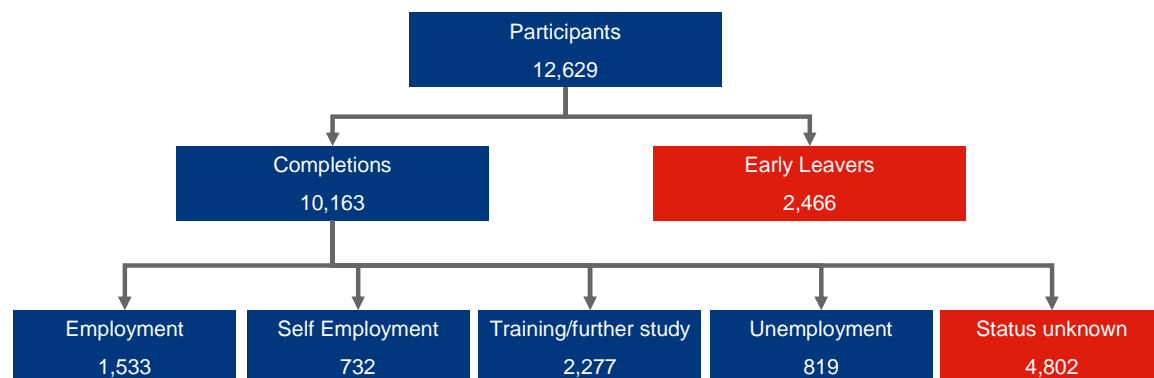 Participants
12,629
Completions
10,163
Early Leavers
2,466
Employment
1,533
Self Employment
732
Training/further study
2,277
Unemployment
819
Status unknown
4,802